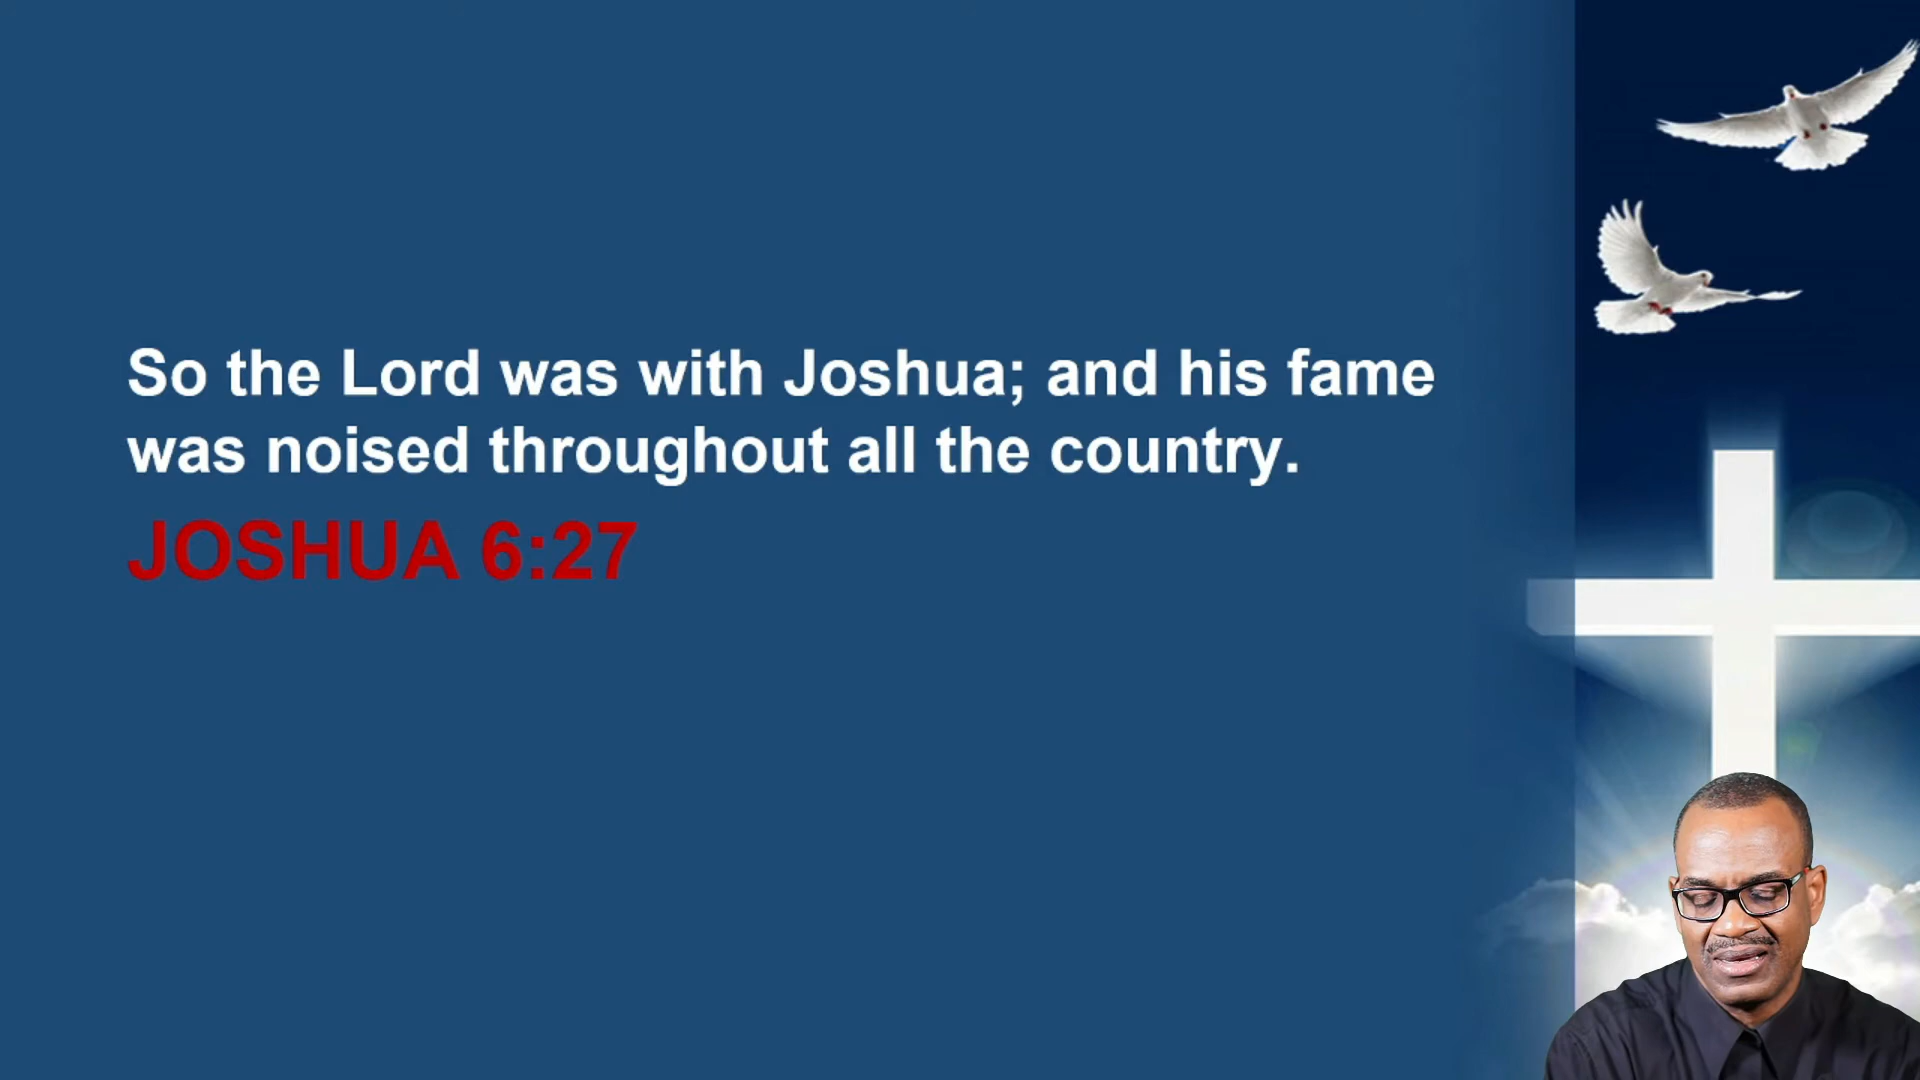 So the Lord was with Joshua; and his fame
was noised throughout all the country.
JOSHUA 6:27